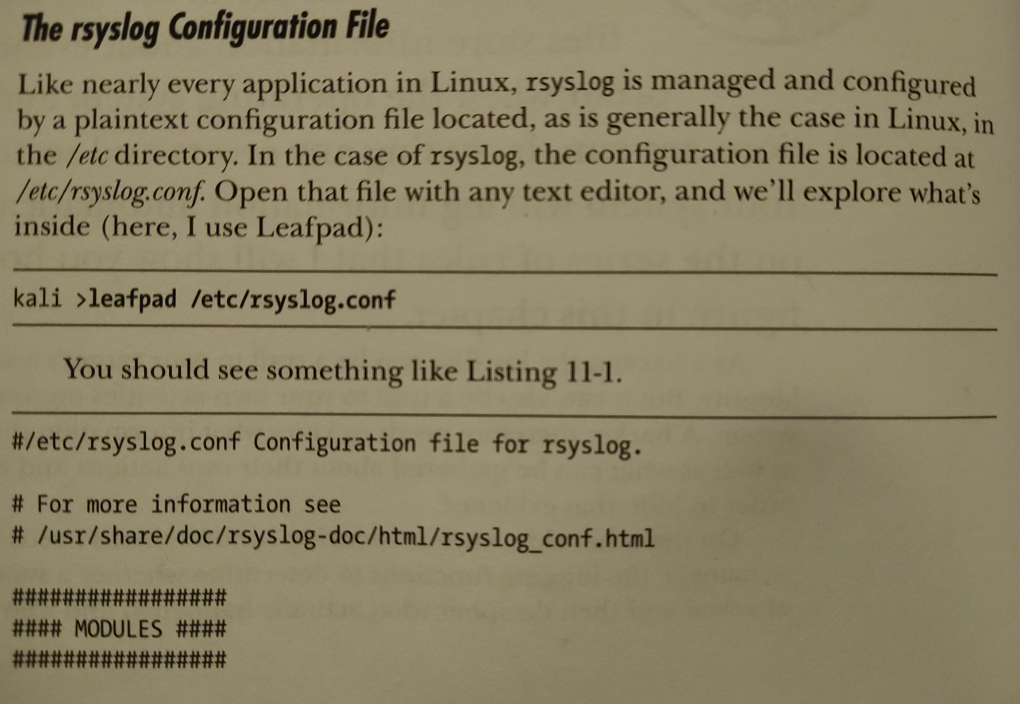 The rsyslog Configuration File
Like nearly every application in Linux, rsyslog is managed and configured
by a plaintext configuration file located, as is generally the case in Linux, in
the /etc directory. In the case of rsyslog, the configuration file is located at
/etc/rsyslog.conf. Open that file with any text editor, and we'll explore what's
inside (here, I use Leafpad):
kali >leafpad /etc/rsyslog.conf
You should see something like Listing 11-1.
#/etc/rsyslog.conf Configuration file for rsyslog.
# For more information see
# /usr/share/doc/rsyslog-doc/html/rsyslog_conf.html
#################
#### MODULES ####
#################